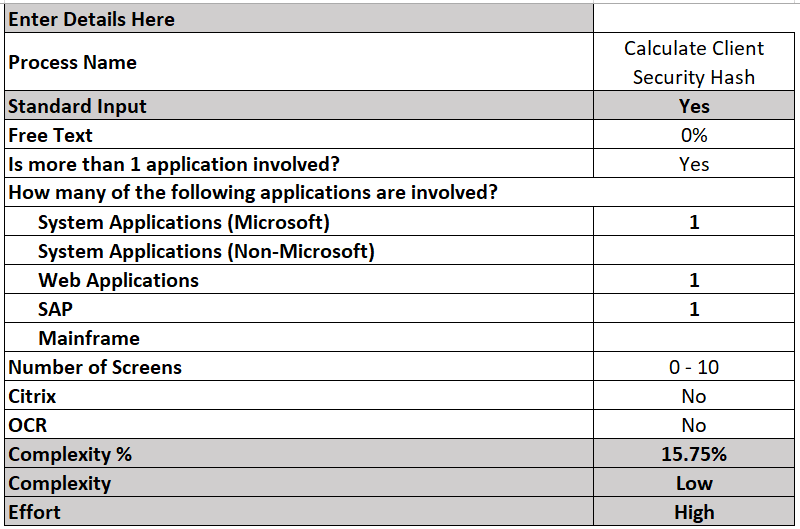 Enter Details Here
Process Name Calculate Client
Security Hash
Standard Input Yes
Free Text 0%
Is more than 1 application involved? Yes
How many of the following applications are involved?
System Applications (Microsoft) 1
System Applications (Non-Microsoft)
Web Applications 1
SAP 1
Mainframe
Number of Screens 0 - 10
Citrix No
OCR No
Complexity % 15.75%
Complexity Low
Effort High